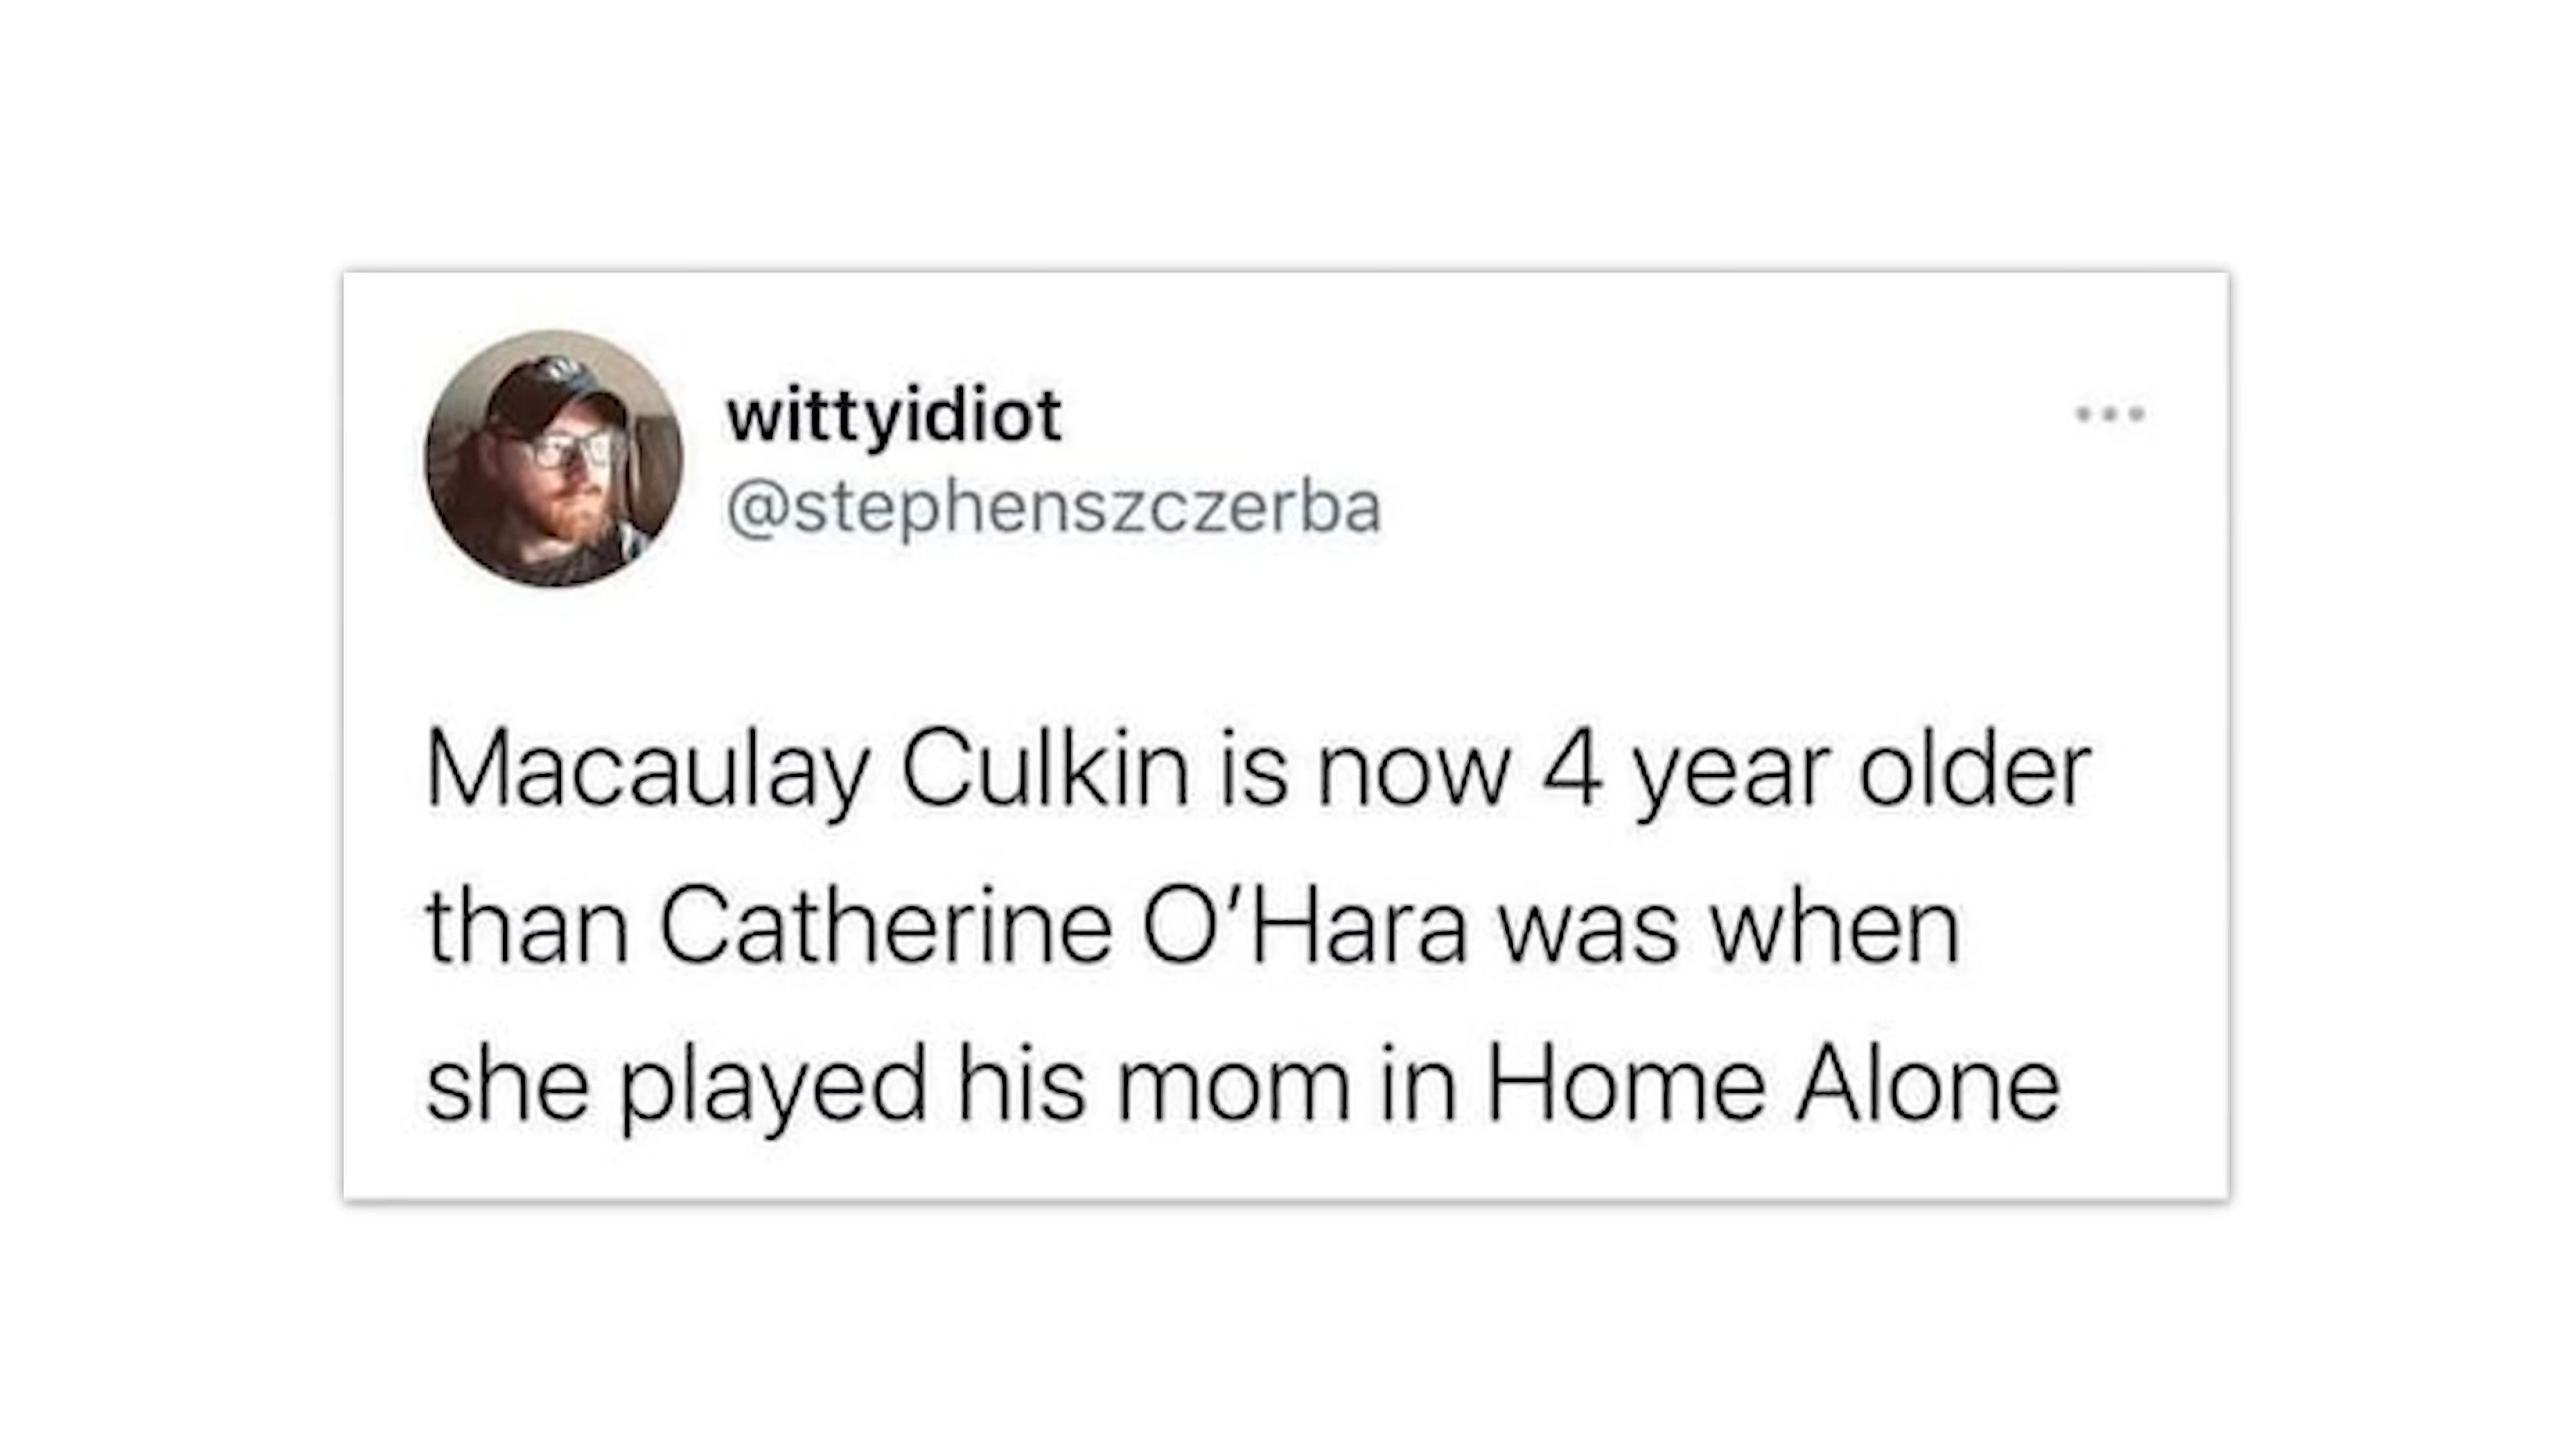 wittyidiot
@stephenszczerba
Macaulay Culkin is now 4 year older
than Catherine O’Hara was when
she played his mom in Home Alone